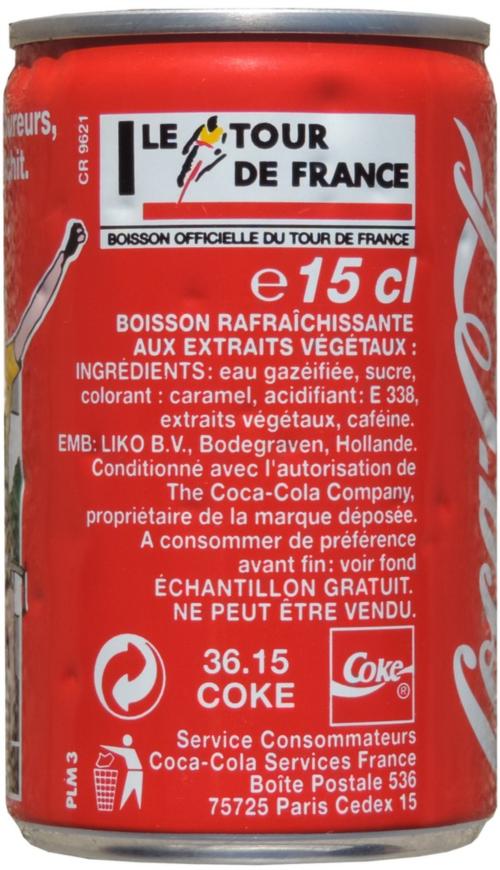 oureurs,
chit.
CR 9621
LE TOUR
DE FRANCE
BOISSON OFFICIELLE DU TOUR DE FRANCE
e 15 cl
BOISSON RAFRAÎCHISSANTE
AUX EXTRAITS VÉGÉTAUX :
INGRÉDIENTS : eau gazéifiée, sucre,
colorant : caramel, acidifiant : E 338,
extraits végétaux, caféine.
EMB: LIKO B.V., Bodegraven, Hollande.
Conditionné avec l'autorisation de
The Coca-Cola Company,
propriétaire de la marque déposée.
A consommer de préférence
avant fin : voir fond
ÉCHANTILLON GRATUIT.
NE PEUT ÊTRE VENDU.
36.15
COKE
Coke
®
PLM 3
Service Consommateurs
Coca-Cola Services France
Boîte Postale 536
75725 Paris Cedex 15